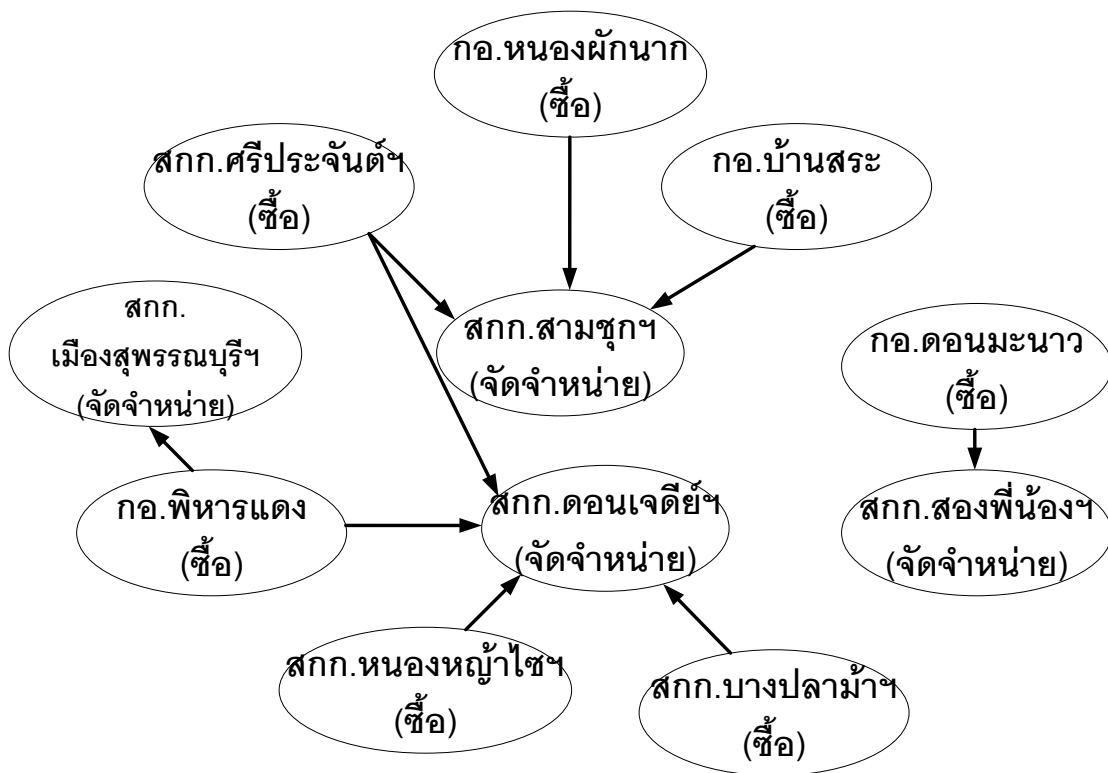 กอ.หนองผักนาก
(ซื้อ)
สกก.ศรีประจันต์ฯ
(ซื้อ)
กอ.บ้านสระ
(ซื้อ)
สกก.
เมืองสุพรรณบุรีฯ
(จัดจำหน่าย)
สกก.สามชุกฯ
(จัดจำหน่าย)
กอ.ดอนมะนาว
(ซื้อ)
กอ.พิหารแดง
(ซื้อ)
สกก.ดอนเจดีย์ฯ
(จัดจำหน่าย)
สกก.สองพี่น้องฯ
(จัดจำหน่าย)
สกก.หนองหญ้าไซฯ
(ซื้อ)
สกก.บางปลาม้าฯ
(ซื้อ)